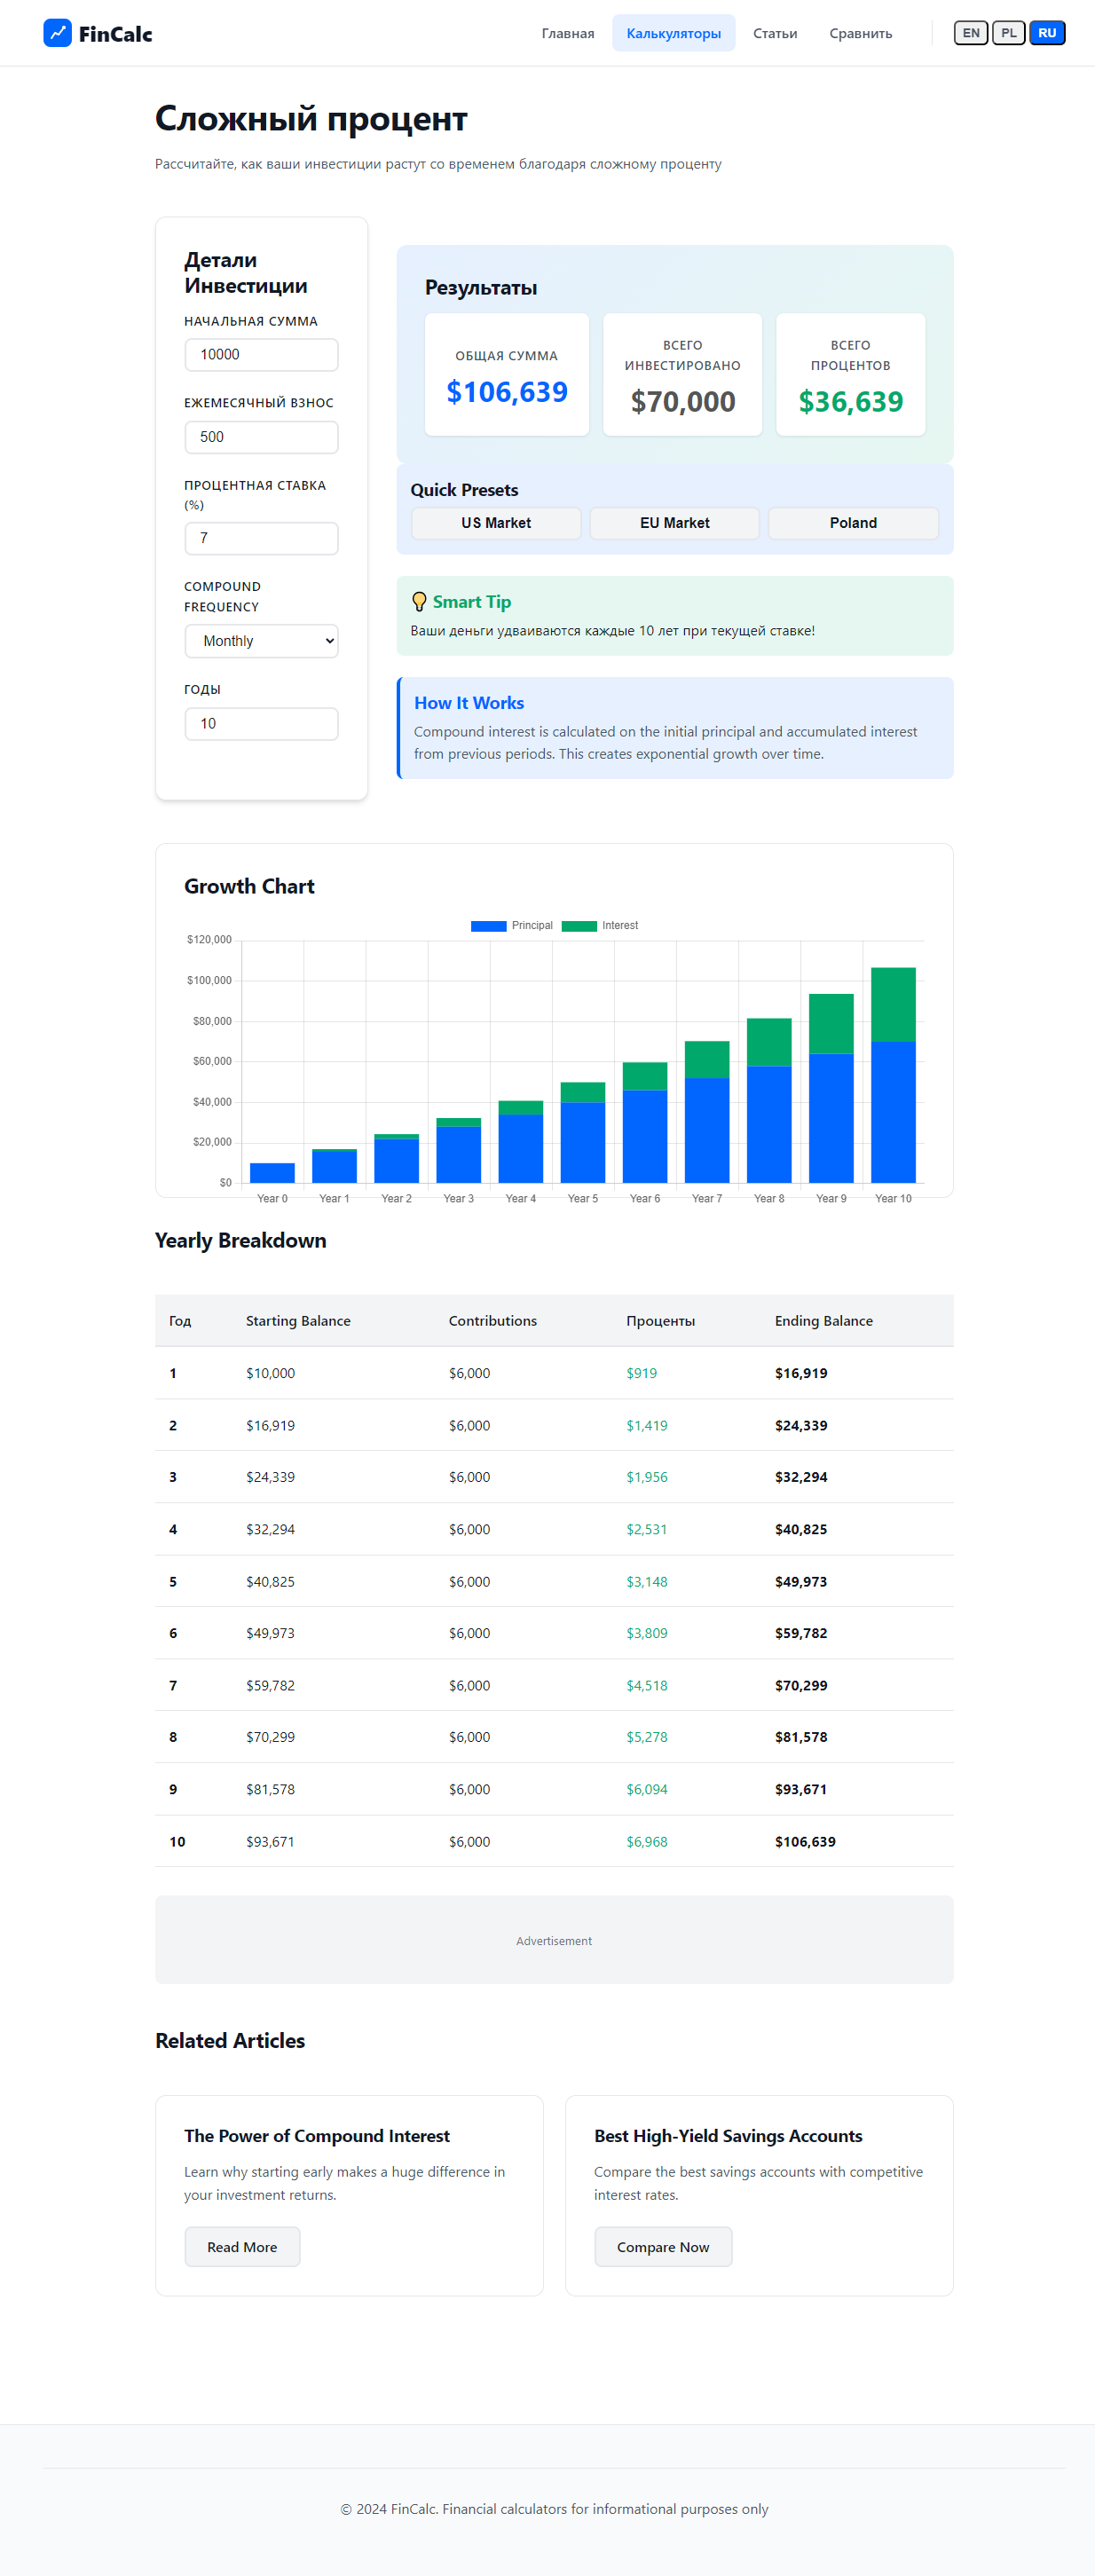 FinCalc
Главная Калькуляторы Статьи Сравнить EN PL RU
Сложный процент
Рассчитайте, как ваши инвестиции растут со временем благодаря сложному проценту
Детали
Инвестиции
НАЧАЛЬНАЯ СУММА
10000
ЕЖЕМЕСЯЧНЫЙ ВЗНОС
500
ПРОЦЕНТНАЯ СТАВКА
(%)
7
COMPOUND
FREQUENCY
Monthly
ГОДЫ
10
Результаты
ОБЩАЯ СУММА
$106,639
ВСЕГО
ИНВЕСТИРОВАНО
$70,000
ВСЕГО
ПРОЦЕНТОВ
$36,639
Quick Presets
US Market EU Market Poland
Smart Tip
Ваши деньги удваиваются каждые 10 лет при текущей ставке!
How It Works
Compound interest is calculated on the initial principal and accumulated interest
from previous periods. This creates exponential growth over time.
Growth Chart
Principal Interest
$120,000
$100,000
$80,000
$60,000
$40,000
$20,000
$0
Year 0 Year 1 Year 2 Year 3 Year 4 Year 5 Year 6 Year 7 Year 8 Year 9 Year 10
Yearly Breakdown
Год Starting Balance Contributions Проценты Ending Balance
1 $10,000 $6,000 $919 $16,919
2 $16,919 $6,000 $1,419 $24,339
3 $24,339 $6,000 $1,956 $32,294
4 $32,294 $6,000 $2,531 $40,825
5 $40,825 $6,000 $3,148 $49,973
6 $49,973 $6,000 $3,809 $59,782
7 $59,782 $6,000 $4,518 $70,299
8 $70,299 $6,000 $5,278 $81,578
9 $81,578 $6,000 $6,094 $93,671
10 $93,671 $6,000 $6,968 $106,639
Advertisement
Related Articles
The Power of Compound Interest
Learn why starting early makes a huge difference in
your investment returns.
Read More
Best High-Yield Savings Accounts
Compare the best savings accounts with competitive
interest rates.
Compare Now
© 2024 FinCalc. Financial calculators for informational purposes only